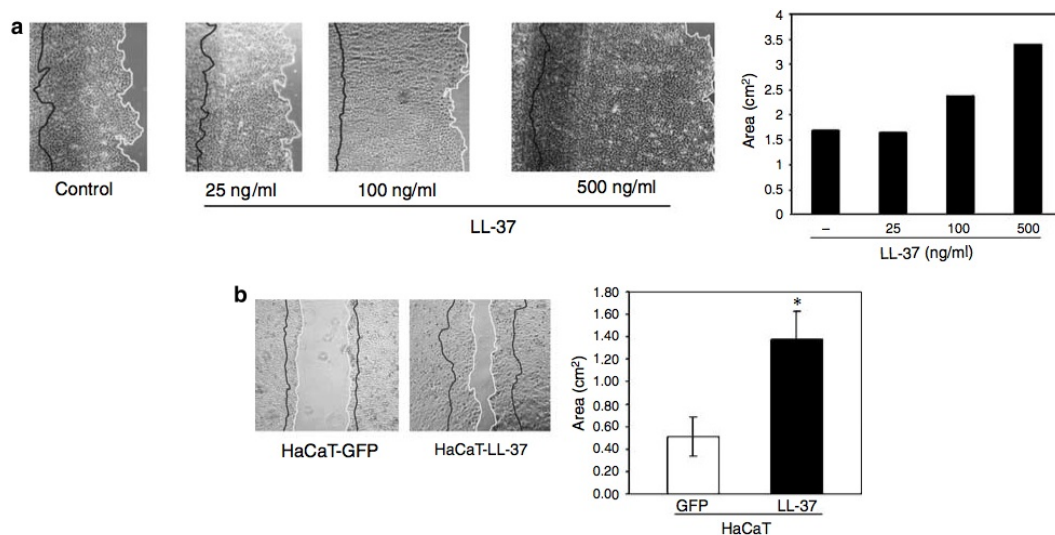 a
Control
25 ng/ml
100 ng/ml
500 ng/ml
LL-37
Area (cm²)
4
3.5
3
2.5
2
1.5
1
0.5
0
– 25 100 500
LL-37 (ng/ml)
b
HaCaT-GFP
HaCaT-LL-37
Area (cm²)
1.80
1.60
1.40
1.20
1.00
0.80
0.60
0.40
0.20
0.00
*
GFP LL-37
HaCaT